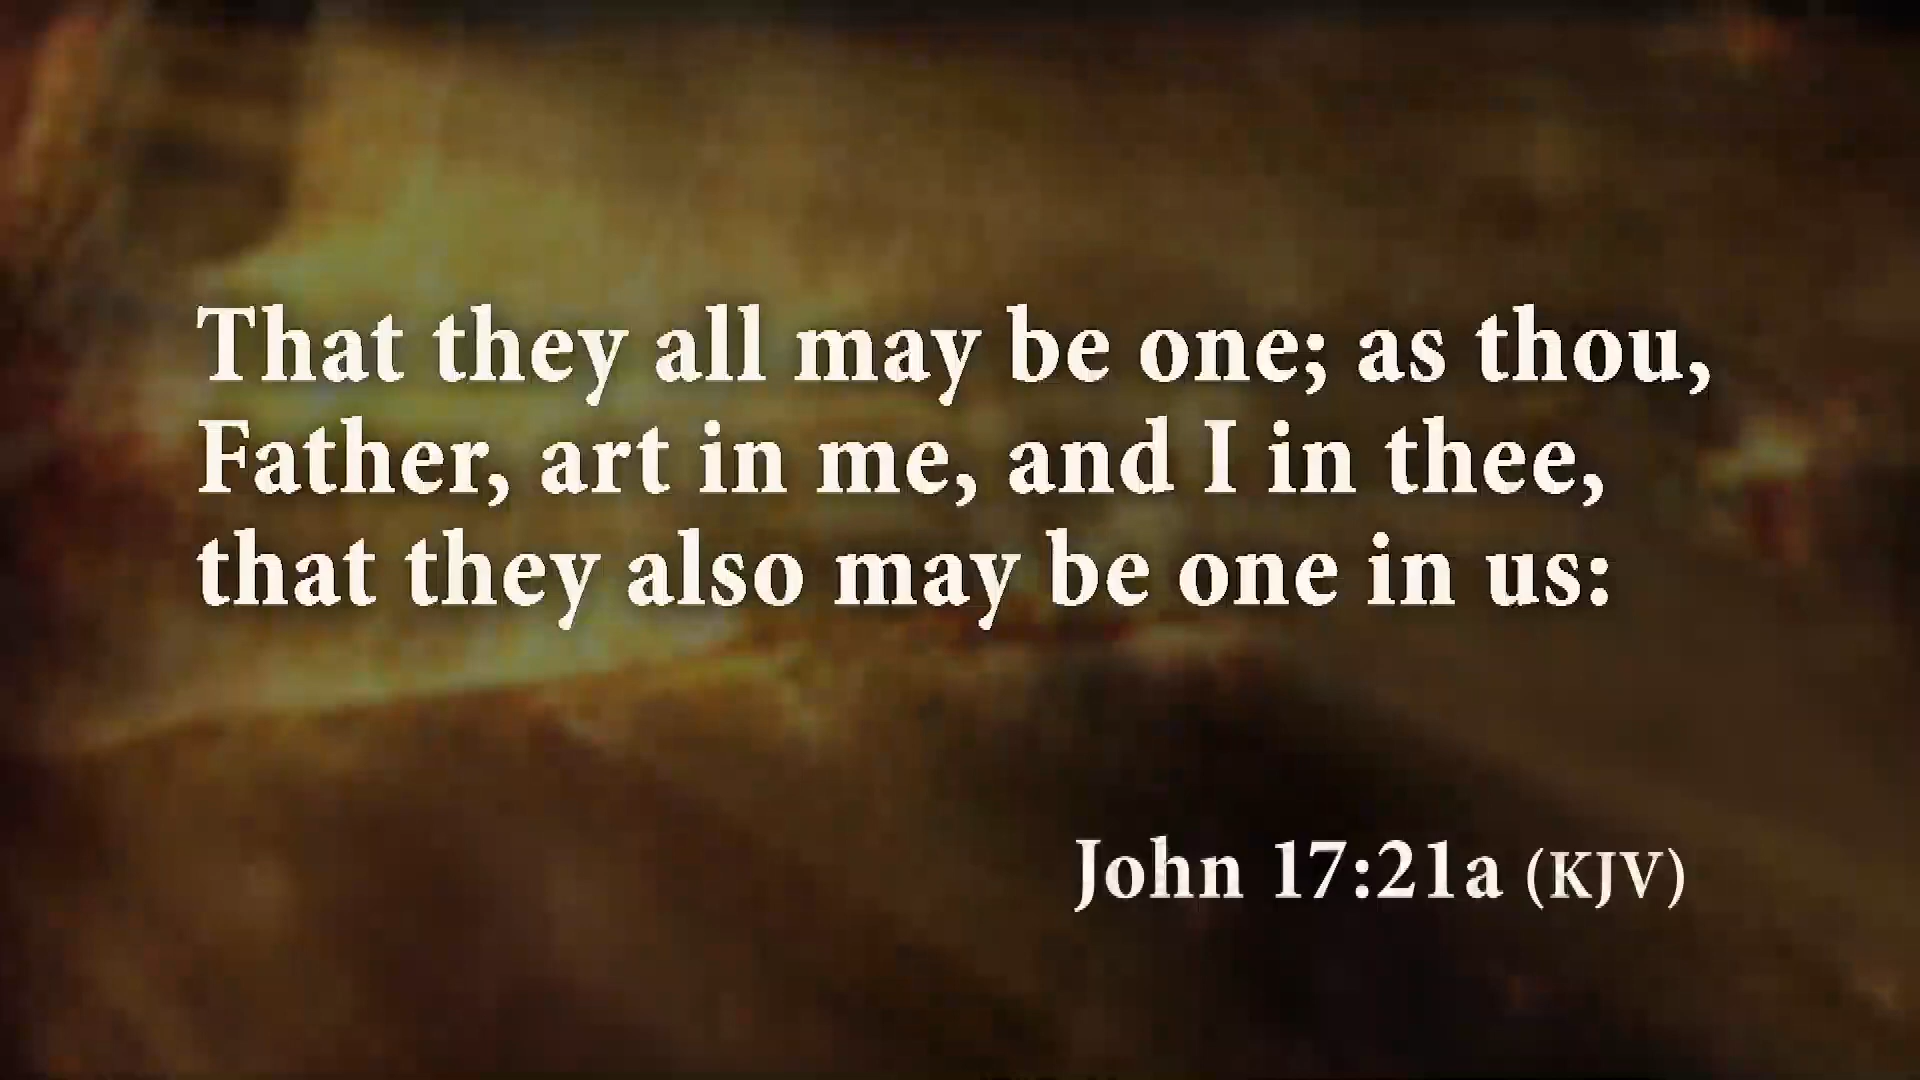 That they all may be one; as thou,
Father, art in me, and I in thee,
that they also may be one in us:
John 17:21a (KJV)